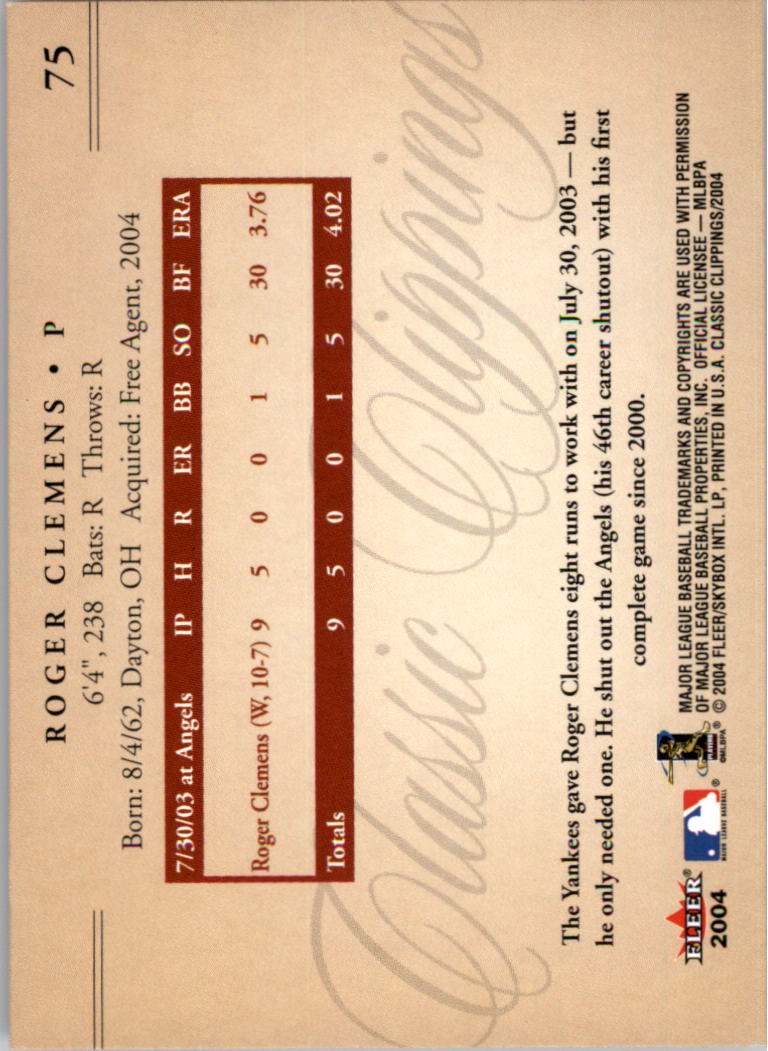 75
ROGER CLEMENS • P
6'4", 238 Bats: R Throws: R
Born: 8/4/62, Dayton, OH Acquired: Free Agent, 2004
7/30/03 at Angels IP H R ER BB SO BF ERA
Roger Clemens (W, 10-7) 9 5 0 0 1 5 30 3.76
Totals 9 5 0 0 1 5 30 4.02
Classic Clippings
The Yankees gave Roger Clemens eight runs to work with on July 30, 2003 — but
he only needed one. He shut out the Angels (his 46th career shutout) with his first
complete game since 2000.
FLEER®
2004
MAJOR LEAGUE BASEBALL®
©MLBPA®
MAJOR LEAGUE BASEBALL TRADEMARKS AND COPYRIGHTS ARE USED WITH PERMISSION
OF MAJOR LEAGUE BASEBALL PROPERTIES, INC. OFFICIAL LICENSEE — MLBPA
© 2004 FLEER/SKYBOX INTL. LP, PRINTED IN U.S.A. CLASSIC CLIPPINGS/2004